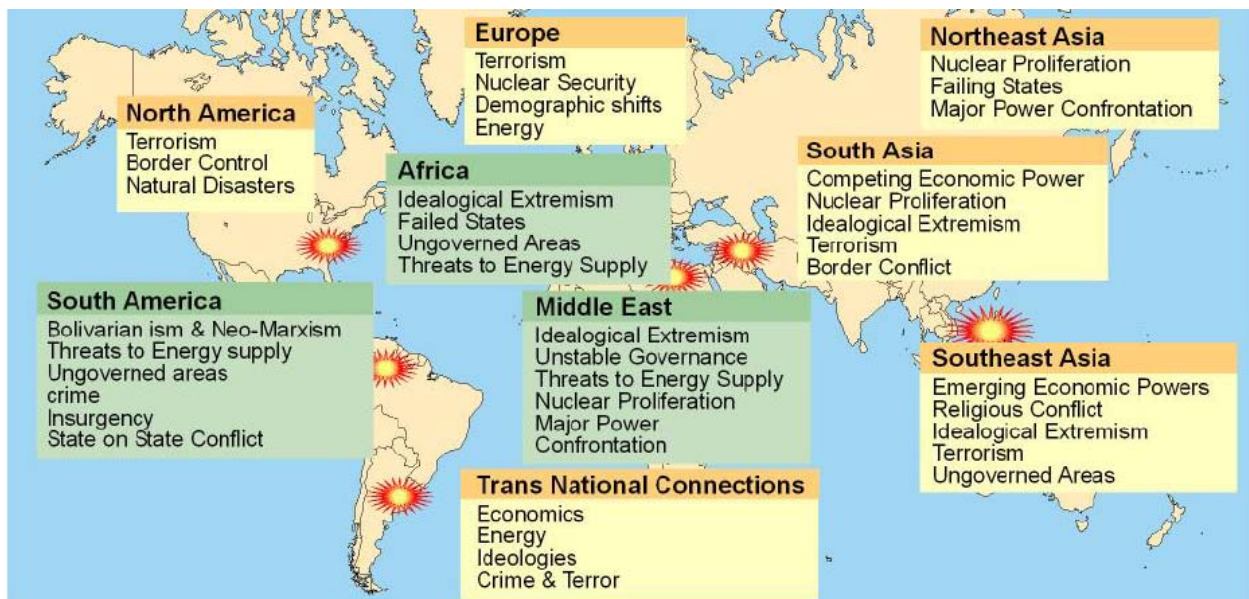 Europe
Terrorism
Nuclear Security
Demographic shifts
Energy
Northeast Asia
Nuclear Proliferation
Failing States
Major Power Confrontation
North America
Terrorism
Border Control
Natural Disasters
Africa
Idealogical Extremism
Failed States
Ungoverned Areas
Threats to Energy Supply
South Asia
Competing Economic Power
Nuclear Proliferation
Idealogical Extremism
Terrorism
Border Conflict
South America
Bolivarian ism & Neo-Marxism
Threats to Energy supply
Ungoverned areas
crime
Insurgency
State on State Conflict
Middle East
Idealogical Extremism
Unstable Governance
Threats to Energy Supply
Nuclear Proliferation
Major Power
Confrontation
Southeast Asia
Emerging Economic Powers
Religious Conflict
Idealogical Extremism
Terrorism
Ungoverned Areas
Trans National Connections
Economics
Energy
Ideologies
Crime & Terror